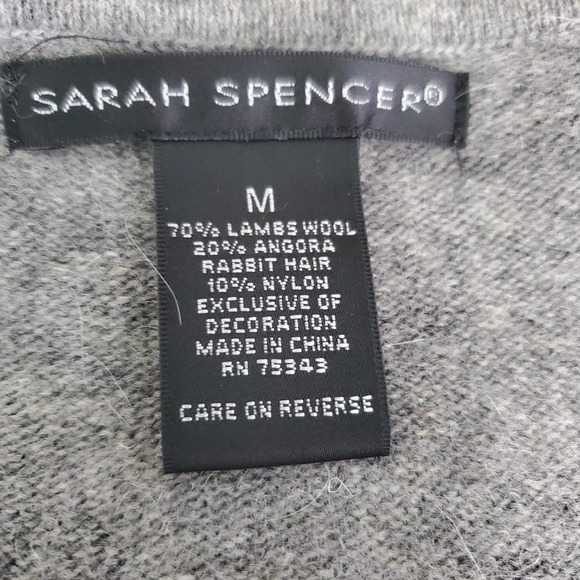 SARAH SPENCER®
M
70% LAMBS WOOL
20% ANGORA
RABBIT HAIR
10% NYLON
EXCLUSIVE OF
DECORATION
MADE IN CHINA
RN 75343
CARE ON REVERSE